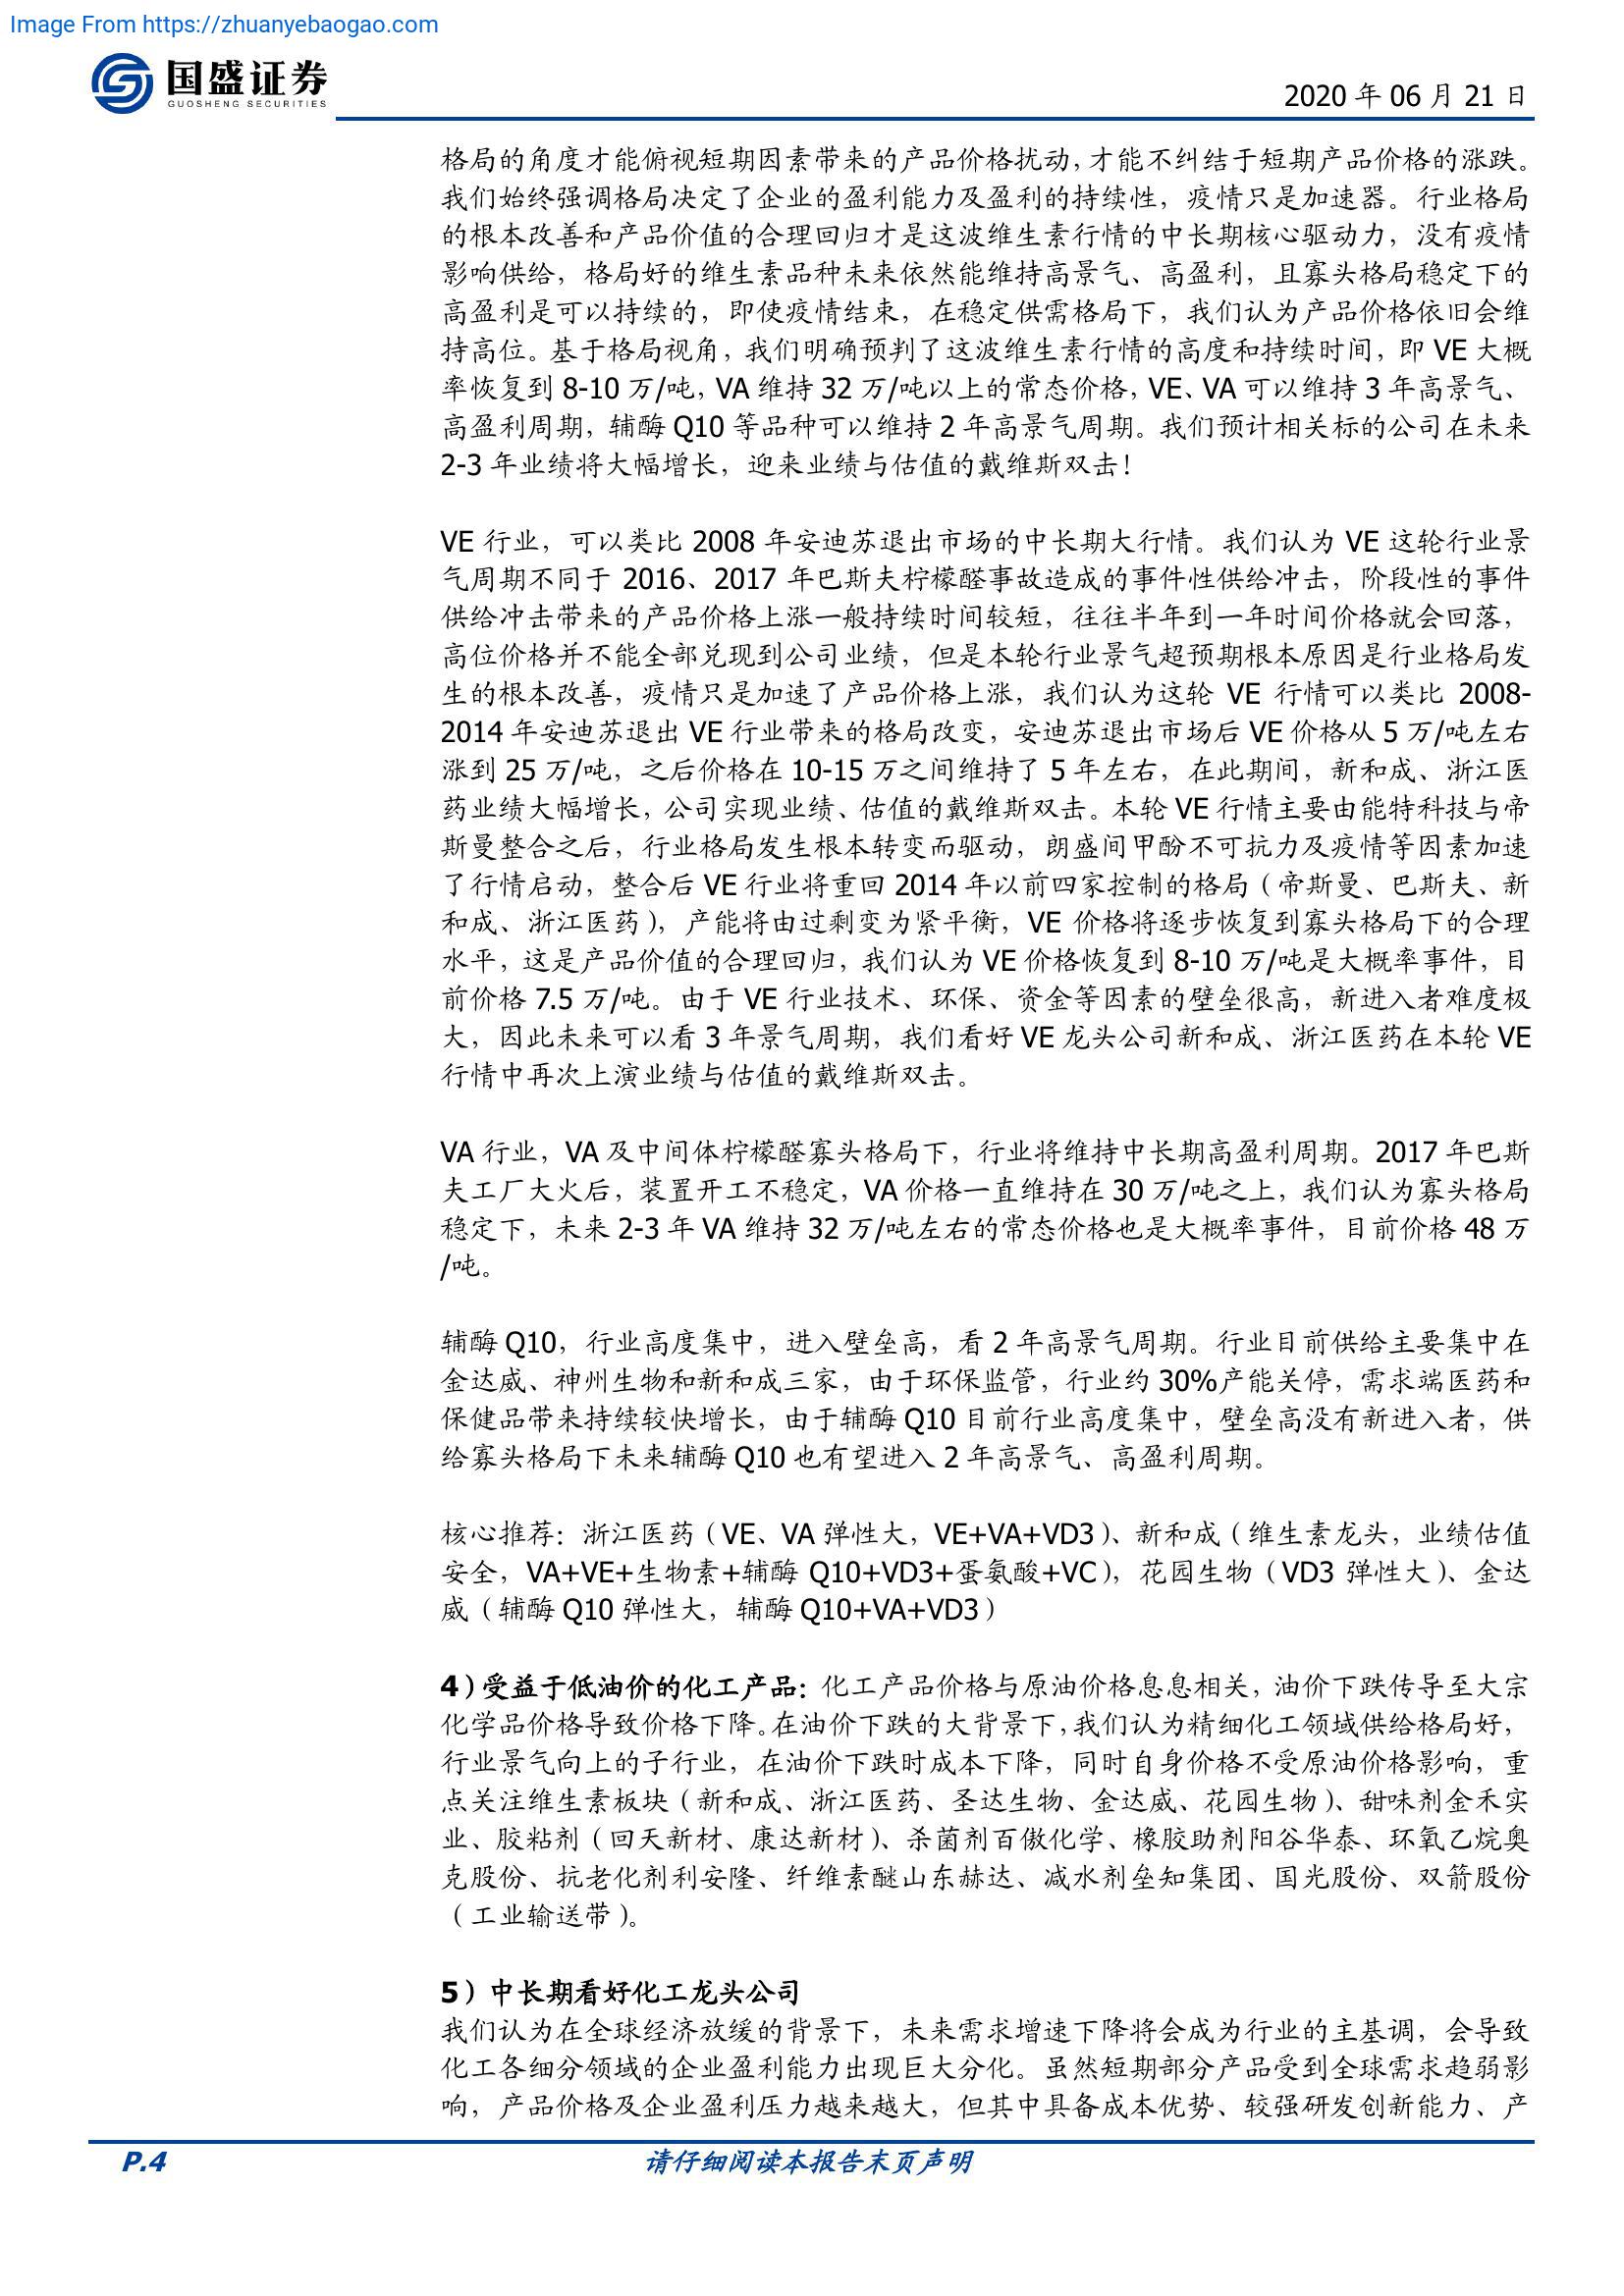 Image From https://zhuanyebaogao.com
国盛证券
GUOSHENG SECURITIES
2020 年 06 月 21 日
格局的角度才能俯视短期因素带来的产品价格扰动，才能不纠结于短期产品价格的涨跌。
我们始终强调格局决定了企业的盈利能力及盈利的持续性，疫情只是加速器。行业格局
的根本改善和产品价值的合理回归才是这波维生素行情的中长期核心驱动力，没有疫情
影响供给，格局好的维生素品种未来依然能维持高景气、高盈利，且寡头格局稳定下的
高盈利是可以持续的，即使疫情结束，在稳定供需格局下，我们认为产品价格依旧会维
持高位。基于格局视角，我们明确预判了这波维生素行情的高度和持续时间，即 VE 大概
率恢复到 8-10 万/吨，VA 维持 32 万/吨以上的常态价格，VE、VA 可以维持 3 年高景气、
高盈利周期，辅酶 Q10 等品种可以维持 2 年高景气周期。我们预计相关标的公司在未来
2-3 年业绩将大幅增长，迎来业绩与估值的戴维斯双击！
VE 行业，可以类比 2008 年安迪苏退出市场的中长期大行情。我们认为 VE 这轮行业景
气周期不同于 2016、2017 年巴斯夫柠檬醛事故造成的事件性供给冲击，阶段性的事件
供给冲击带来的产品价格上涨一般持续时间较短，往往半年到一年时间价格就会回落，
高位价格并不能全部兑现到公司业绩，但是本轮行业景气超预期根本原因是行业格局发
生的根本改善，疫情只是加速了产品价格上涨，我们认为这轮 VE 行情可以类比 2008-
2014 年安迪苏退出 VE 行业带来的格局改变，安迪苏退出市场后 VE 价格从 5 万/吨左右
涨到 25 万/吨，之后价格在 10-15 万之间维持了 5 年左右，在此期间，新和成、浙江医
药业绩大幅增长，公司实现业绩、估值的戴维斯双击。本轮 VE 行情主要由能特科技与帝
斯曼整合之后，行业格局发生根本转变而驱动，朗盛间甲酚不可抗力及疫情等因素加速
了行情启动，整合后 VE 行业将重回 2014 年以前四家控制的格局（帝斯曼、巴斯夫、新
和成、浙江医药），产能将由过剩变为紧平衡，VE 价格将逐步恢复到寡头格局下的合理
水平，这是产品价值的合理回归，我们认为 VE 价格恢复到 8-10 万/吨是大概率事件，目
前价格 7.5 万/吨。由于 VE 行业技术、环保、资金等因素的壁垒很高，新进入者难度极
大，因此未来可以看 3 年景气周期，我们看好 VE 龙头公司新和成、浙江医药在本轮 VE
行情中再次上演业绩与估值的戴维斯双击。
VA 行业，VA 及中间体柠檬醛寡头格局下，行业将维持中长期高盈利周期。2017 年巴斯
夫工厂大火后，装置开工不稳定，VA 价格一直维持在 30 万/吨之上，我们认为寡头格局
稳定下，未来 2-3 年 VA 维持 32 万/吨左右的常态价格也是大概率事件，目前价格 48 万
/吨。
辅酶 Q10，行业高度集中，进入壁垒高，看 2 年高景气周期。行业目前供给主要集中在
金达威、神州生物和新和成三家，由于环保监管，行业约 30%产能关停，需求端医药和
保健品带来持续较快增长，由于辅酶 Q10 目前行业高度集中，壁垒高没有新进入者，供
给寡头格局下未来辅酶 Q10 也有望进入 2 年高景气、高盈利周期。
核心推荐：浙江医药（VE、VA 弹性大，VE+VA+VD3）、新和成（维生素龙头，业绩估值
安全，VA+VE+生物素+辅酶 Q10+VD3+蛋氨酸+VC），花园生物（VD3 弹性大）、金达
威（辅酶 Q10 弹性大，辅酶 Q10+VA+VD3）
4）受益于低油价的化工产品：化工产品价格与原油价格息息相关，油价下跌传导至大宗
化学品价格导致价格下降。在油价下跌的大背景下，我们认为精细化工领域供给格局好，
行业景气向上的子行业，在油价下跌时成本下降，同时自身价格不受原油价格影响，重
点关注维生素板块（新和成、浙江医药、圣达生物、金达威、花园生物）、甜味剂金禾实
业、胶粘剂（回天新材、康达新材）、杀菌剂百傲化学、橡胶助剂阳谷华泰、环氧乙烷奥
克股份、抗老化剂利安隆、纤维素醚山东赫达、减水剂垒知集团、国光股份、双箭股份
（工业输送带）。
5）中长期看好化工龙头公司
我们认为在全球经济放缓的背景下，未来需求增速下降将会成为行业的主基调，会导致
化工各细分领域的企业盈利能力出现巨大分化。虽然短期部分产品受到全球需求趋弱影
响，产品价格及企业盈利压力越来越大，但其中具备成本优势、较强研发创新能力、产
P.4
请仔细阅读本报告末页声明